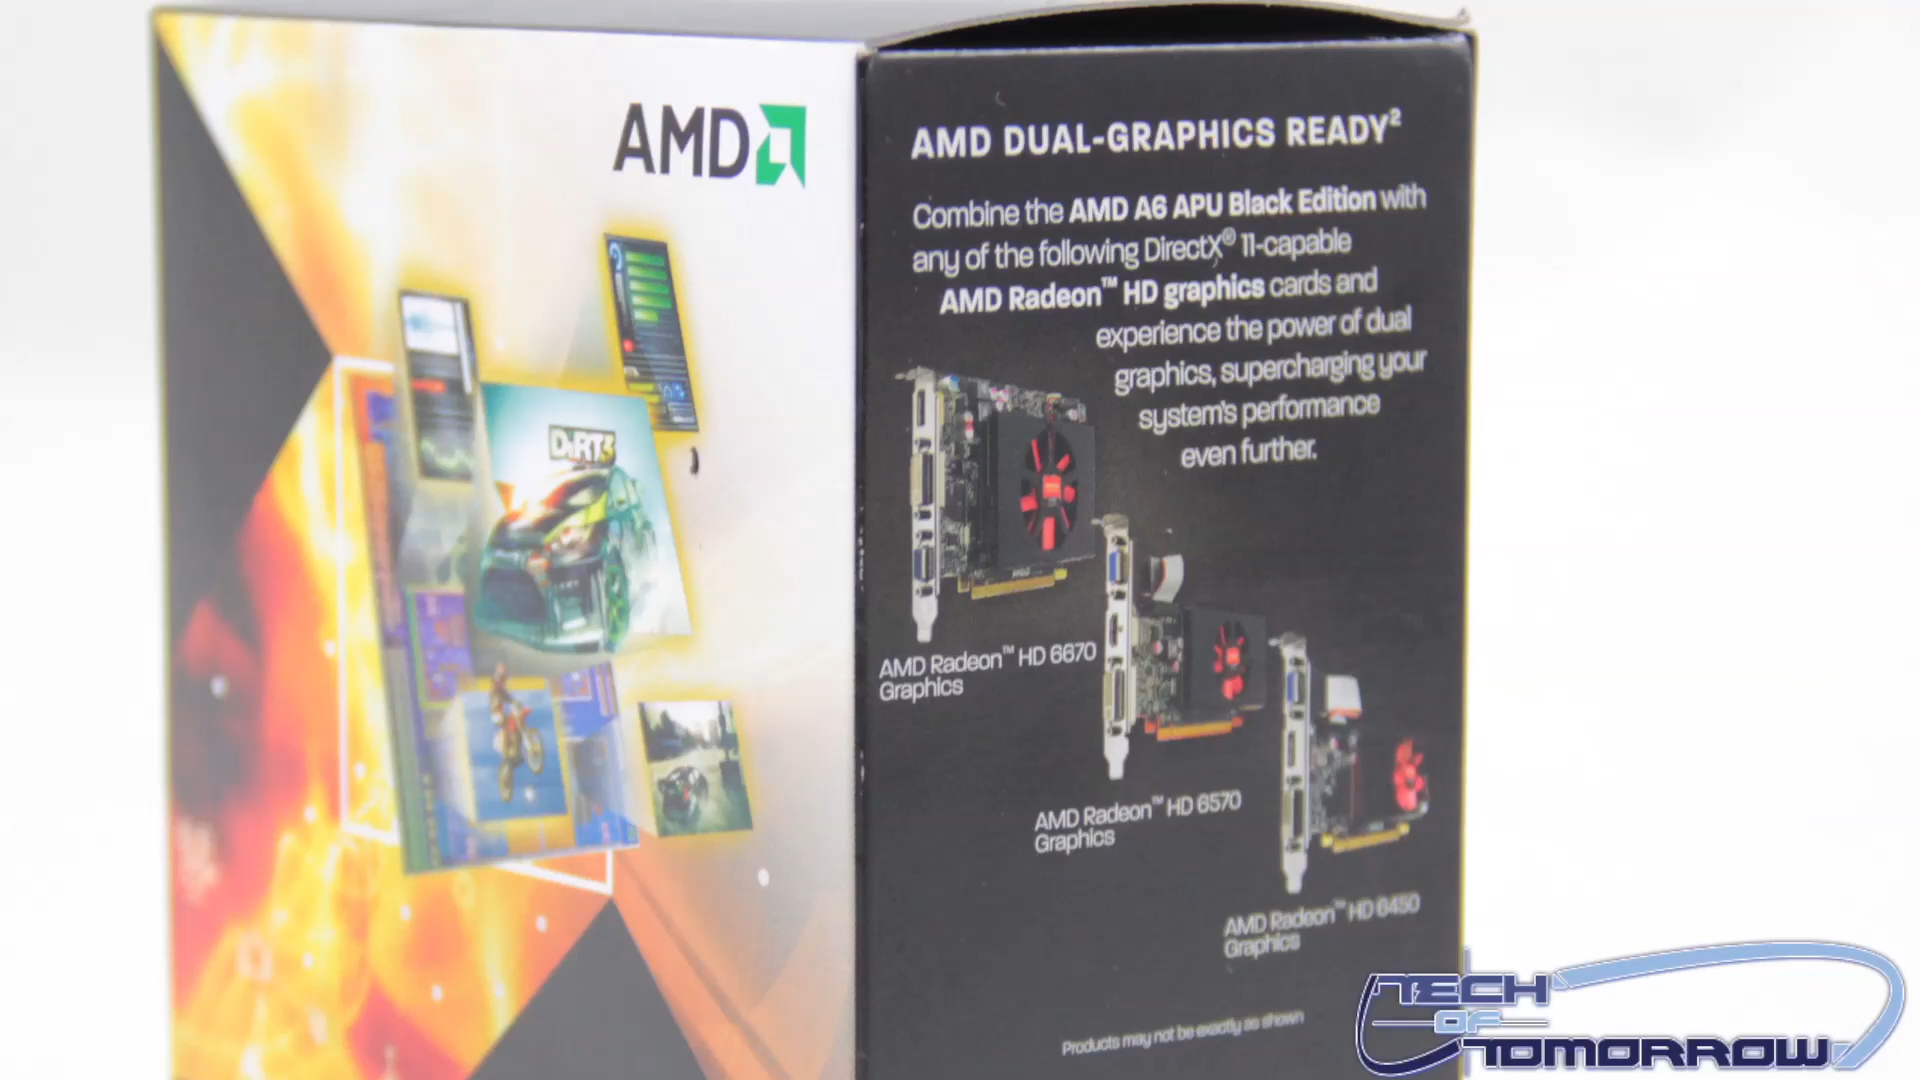 AMD
DiRT3
AMD DUAL-GRAPHICS READY²
Combine the AMD A6 APU Black Edition with
any of the following DirectX® 11-capable
AMD Radeon™ HD graphics cards and
experience the power of dual
graphics, supercharging your
system's performance
even further.
AMD Radeon™ HD 6670
Graphics
AMD Radeon™ HD 6570
Graphics
AMD Radeon™ HD 6450
Graphics
Products may not be exactly as shown
TECH
OF
TOMORROW